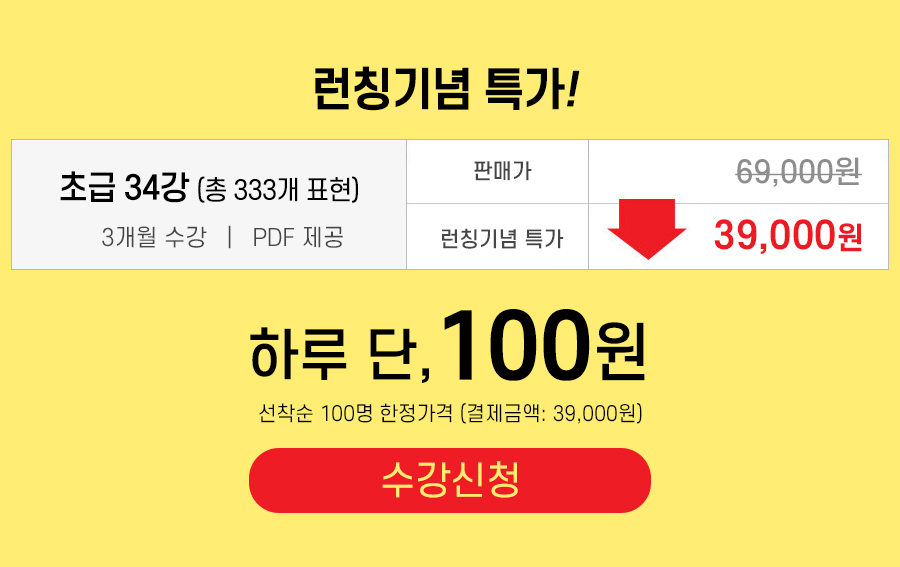 런칭기념 특가!
초급 34강 (총 333개 표현)
3개월 수강 | PDF 제공
판매가
69,000원
런칭기념 특가
39,000원
하루 단, 100원
선착순 100명 한정가격 (결제금액: 39,000원)
수강신청